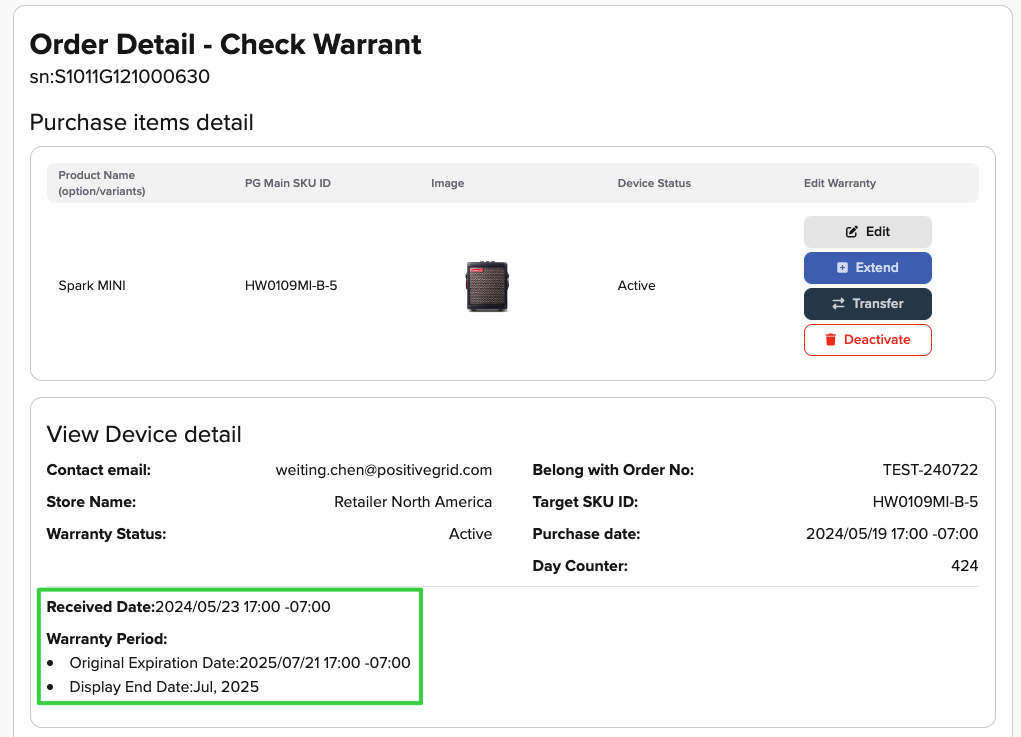 Order Detail - Check Warrant
sn:S1011G121000630
Purchase items detail
Product Name
(option/variants)
PG Main SKU ID
Image
Device Status
Edit Warranty
Spark MINI
HW0109MI-B-5
Active
Edit
Extend
Transfer
Deactivate
View Device detail
Contact email: weiting.chen@positivegrid.com
Belong with Order No: TEST-240722
Store Name: Retailer North America
Target SKU ID: HW0109MI-B-5
Warranty Status: Active
Purchase date: 2024/05/19 17:00 -07:00
Day Counter: 424
Received Date:2024/05/23 17:00 -07:00
Warranty Period:
• Original Expiration Date:2025/07/21 17:00 -07:00
• Display End Date:Jul, 2025